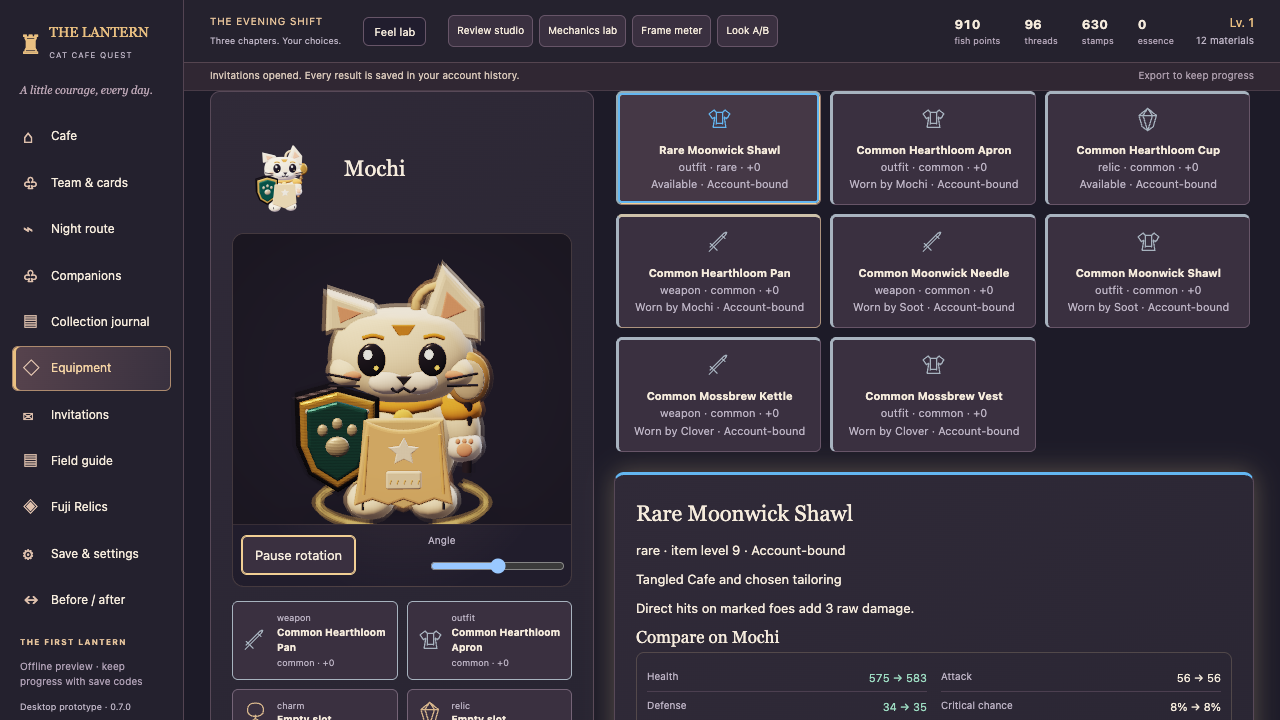 THE LANTERN
CAT CAFE QUEST
A little courage, every day.
Cafe
Team & cards
Night route
Companions
Collection journal
Equipment
Invitations
Field guide
Fuji Relics
Save & settings
Before / after
THE FIRST LANTERN
Offline preview · keep
progress with save codes
Desktop prototype · 0.7.0
THE EVENING SHIFT
Three chapters. Your choices.
Feel lab
Review studio
Mechanics lab
Frame meter
Look A/B
910
fish points
96
threads
630
stamps
0
essence
Lv. 1
12 materials
Invitations opened. Every result is saved in your account history.
Export to keep progress
Mochi
Pause rotation
Angle
weapon
Common Hearthloom
Pan
common · +0
outfit
Common Hearthloom
Apron
common · +0
charm
Empty slot
relic
Empty slot
Rare Moonwick Shawl
outfit · rare · +0
Available · Account-bound
Common Hearthloom Apron
outfit · common · +0
Worn by Mochi · Account-bound
Common Hearthloom Cup
relic · common · +0
Available · Account-bound
Common Hearthloom Pan
weapon · common · +0
Worn by Mochi · Account-bound
Common Moonwick Needle
weapon · common · +0
Worn by Soot · Account-bound
Common Moonwick Shawl
outfit · common · +0
Worn by Soot · Account-bound
Common Mossbrew Kettle
weapon · common · +0
Worn by Clover · Account-bound
Common Mossbrew Vest
outfit · common · +0
Worn by Clover · Account-bound
Rare Moonwick Shawl
rare · item level 9 · Account-bound
Tangled Cafe and chosen tailoring
Direct hits on marked foes add 3 raw damage.
Compare on Mochi
Health 575 → 583
Attack 56 → 56
Defense 34 → 35
Critical chance 8% → 8%